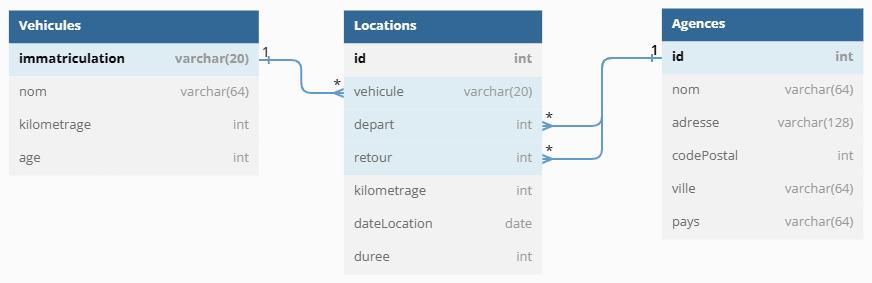 Vehicules
immatriculation varchar(20)
nom varchar(64)
kilometrage int
age int
1
*
Locations
id int
vehicule varchar(20)
depart int
retour int
kilometrage int
dateLocation date
duree int
*
*
1
Agences
id int
nom varchar(64)
adresse varchar(128)
codePostal int
ville varchar(64)
pays varchar(64)